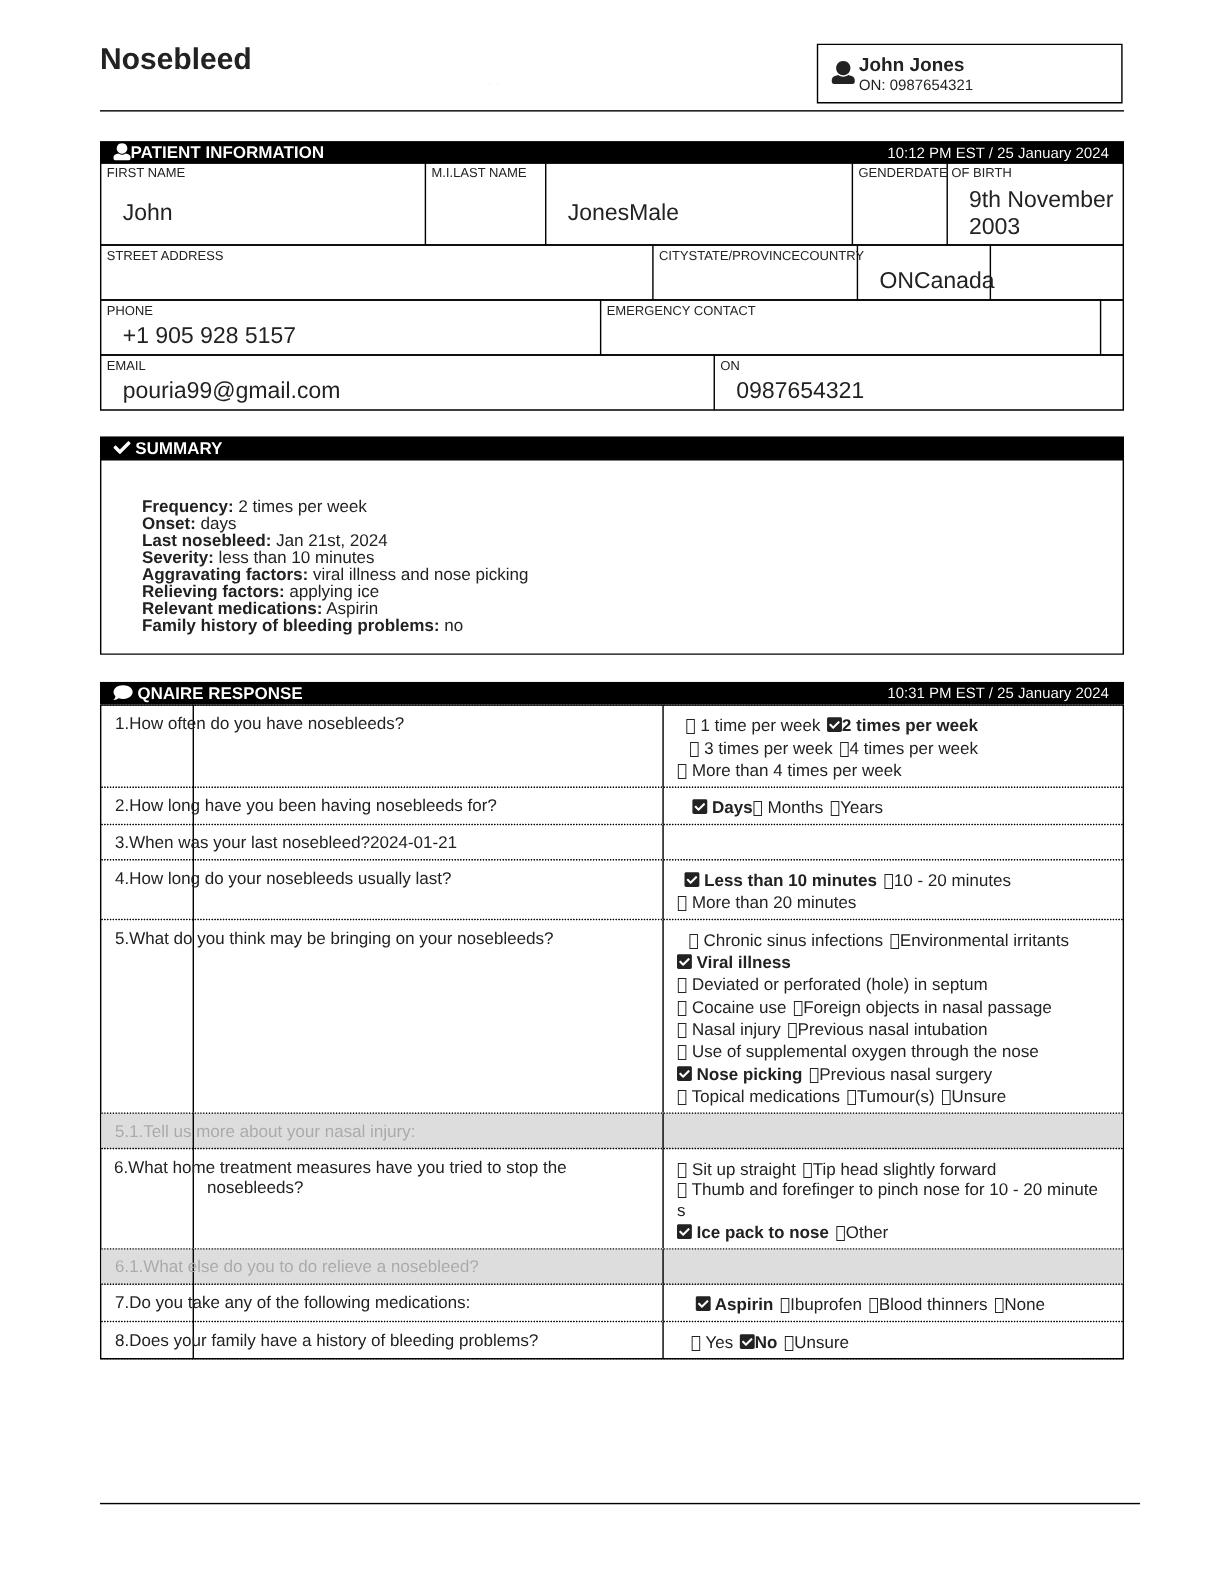 Nosebleed
John Jones
ON: 0987654321
PATIENT INFORMATION 10:12 PM EST / 25 January 2024
FIRST NAME M.I.LAST NAME GENDERDATE OF BIRTH
John JonesMale 9th November
2003
STREET ADDRESS CITYSTATE/PROVINCECOUNTRY
ONCanada
PHONE EMERGENCY CONTACT
+1 905 928 5157
EMAIL ON
pouria99@gmail.com 0987654321
SUMMARY
Frequency: 2 times per week
Onset: days
Last nosebleed: Jan 21st, 2024
Severity: less than 10 minutes
Aggravating factors: viral illness and nose picking
Relieving factors: applying ice
Relevant medications: Aspirin
Family history of bleeding problems: no
QNAIRE RESPONSE 10:31 PM EST / 25 January 2024
1.How often do you have nosebleeds? 1 time per week 2 times per week
3 times per week 4 times per week
More than 4 times per week
2.How long have you been having nosebleeds for? Days Months Years
3.When was your last nosebleed?2024-01-21
4.How long do your nosebleeds usually last? Less than 10 minutes 10 - 20 minutes
More than 20 minutes
5.What do you think may be bringing on your nosebleeds? Chronic sinus infections Environmental irritants
Viral illness
Deviated or perforated (hole) in septum
Cocaine use Foreign objects in nasal passage
Nasal injury Previous nasal intubation
Use of supplemental oxygen through the nose
Nose picking Previous nasal surgery
Topical medications Tumour(s) Unsure
5.1.Tell us more about your nasal injury:
6.What home treatment measures have you tried to stop the
nosebleeds?
Sit up straight Tip head slightly forward
Thumb and forefinger to pinch nose for 10 - 20 minute
s
Ice pack to nose Other
6.1.What else do you to do relieve a nosebleed?
7.Do you take any of the following medications: Aspirin Ibuprofen Blood thinners None
8.Does your family have a history of bleeding problems? Yes No Unsure